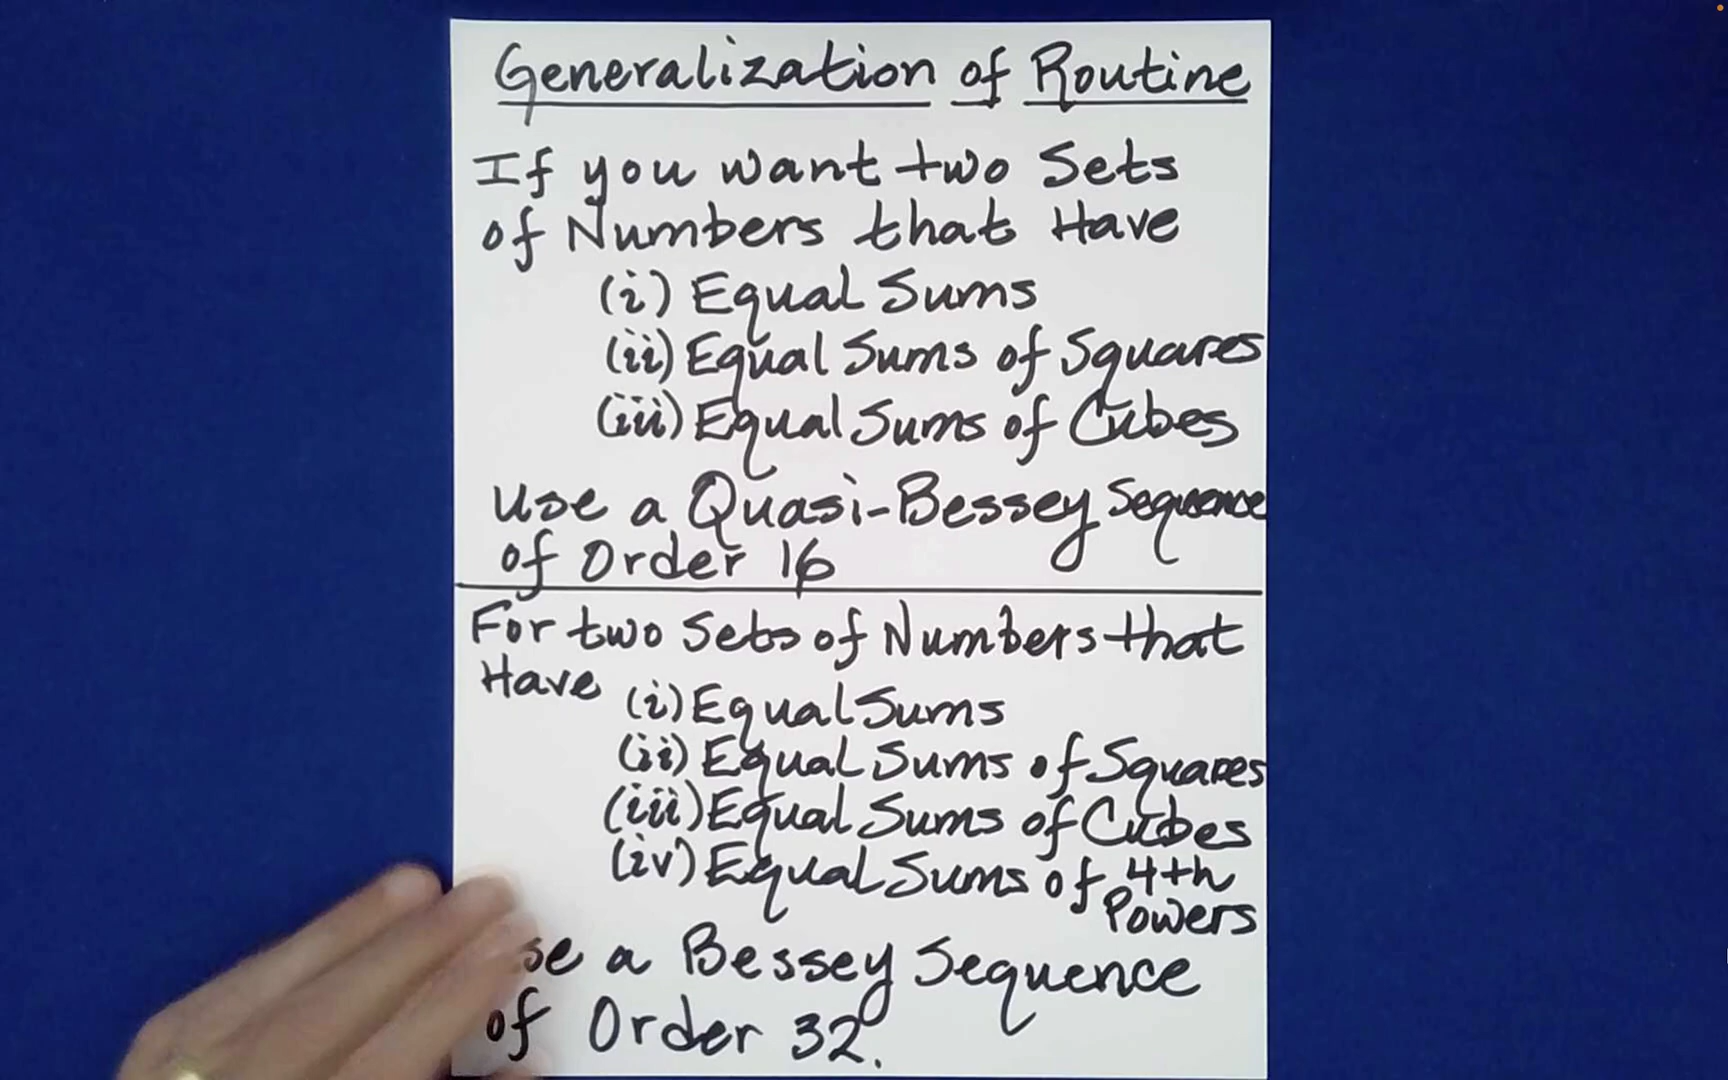 Generalization of Routine
If you want two Sets
of Numbers that Have
(i) Equal Sums
(ii) Equal Sums of Squares
(iii) Equal Sums of Cubes
use a Quasi-Bessey Sequence
of Order 16
For two Sets of Numbers that
Have
(i) Equal Sums
(ii) Equal Sums of Squares
(iii) Equal Sums of Cubes
(iv) Equal Sums of 4th
Powers
se a Bessey Sequence
of Order 32.